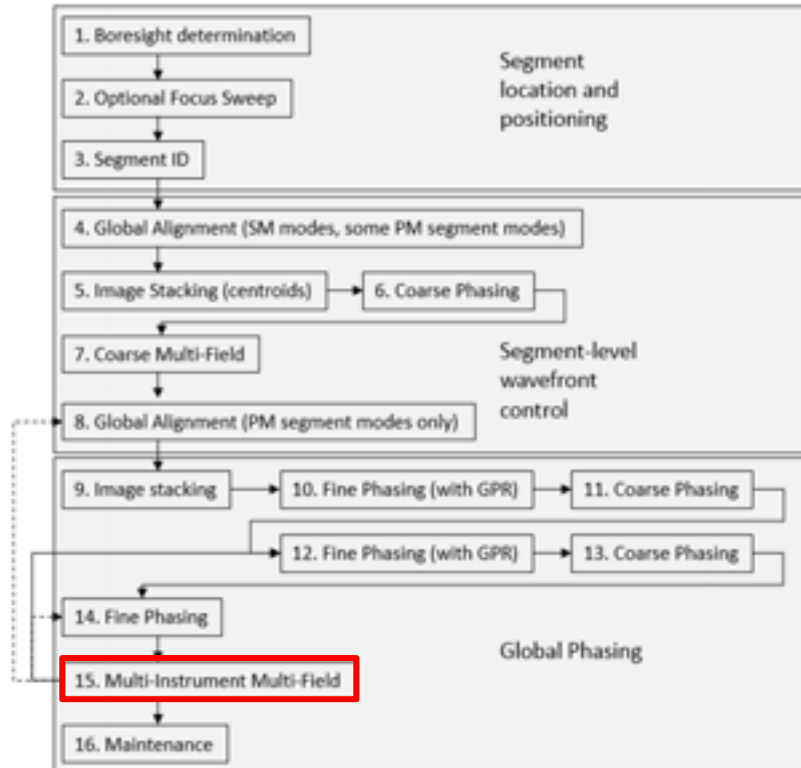 1. Boresight determination
2. Optional Focus Sweep
3. Segment ID
Segment
location and
positioning
4. Global Alignment (SM modes, some PM segment modes)
5. Image Stacking (centroids)
6. Coarse Phasing
7. Coarse Multi-Field
8. Global Alignment (PM segment modes only)
Segment-level
wavefront
control
9. Image stacking
10. Fine Phasing (with GPR)
11. Coarse Phasing
12. Fine Phasing (with GPR)
13. Coarse Phasing
14. Fine Phasing
15. Multi-Instrument Multi-Field
16. Maintenance
Global Phasing